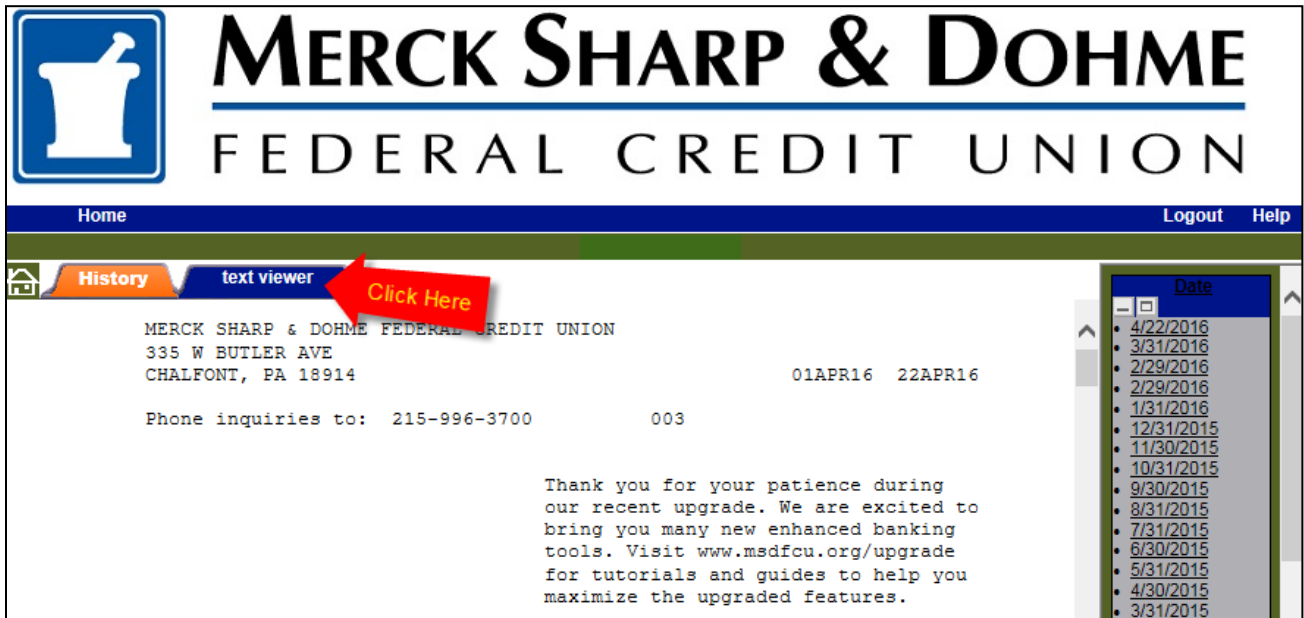 MERCK SHARP & DOHME
FEDERAL CREDIT UNION
Home Logout Help
History text viewer Click Here
MERCK SHARP & DOHME FEDERAL CREDIT UNION
335 W BUTLER AVE
CHALFONT, PA 18914 01APR16 22APR16
Phone inquiries to: 215-996-3700 003
Thank you for your patience during
our recent upgrade. We are excited to
bring you many new enhanced banking
tools. Visit www.msdfcu.org/upgrade
for tutorials and guides to help you
maximize the upgraded features.
Date
4/22/2016
3/31/2016
2/29/2016
2/29/2016
1/31/2016
12/31/2015
11/30/2015
10/31/2015
9/30/2015
8/31/2015
7/31/2015
6/30/2015
5/31/2015
4/30/2015
3/31/2015